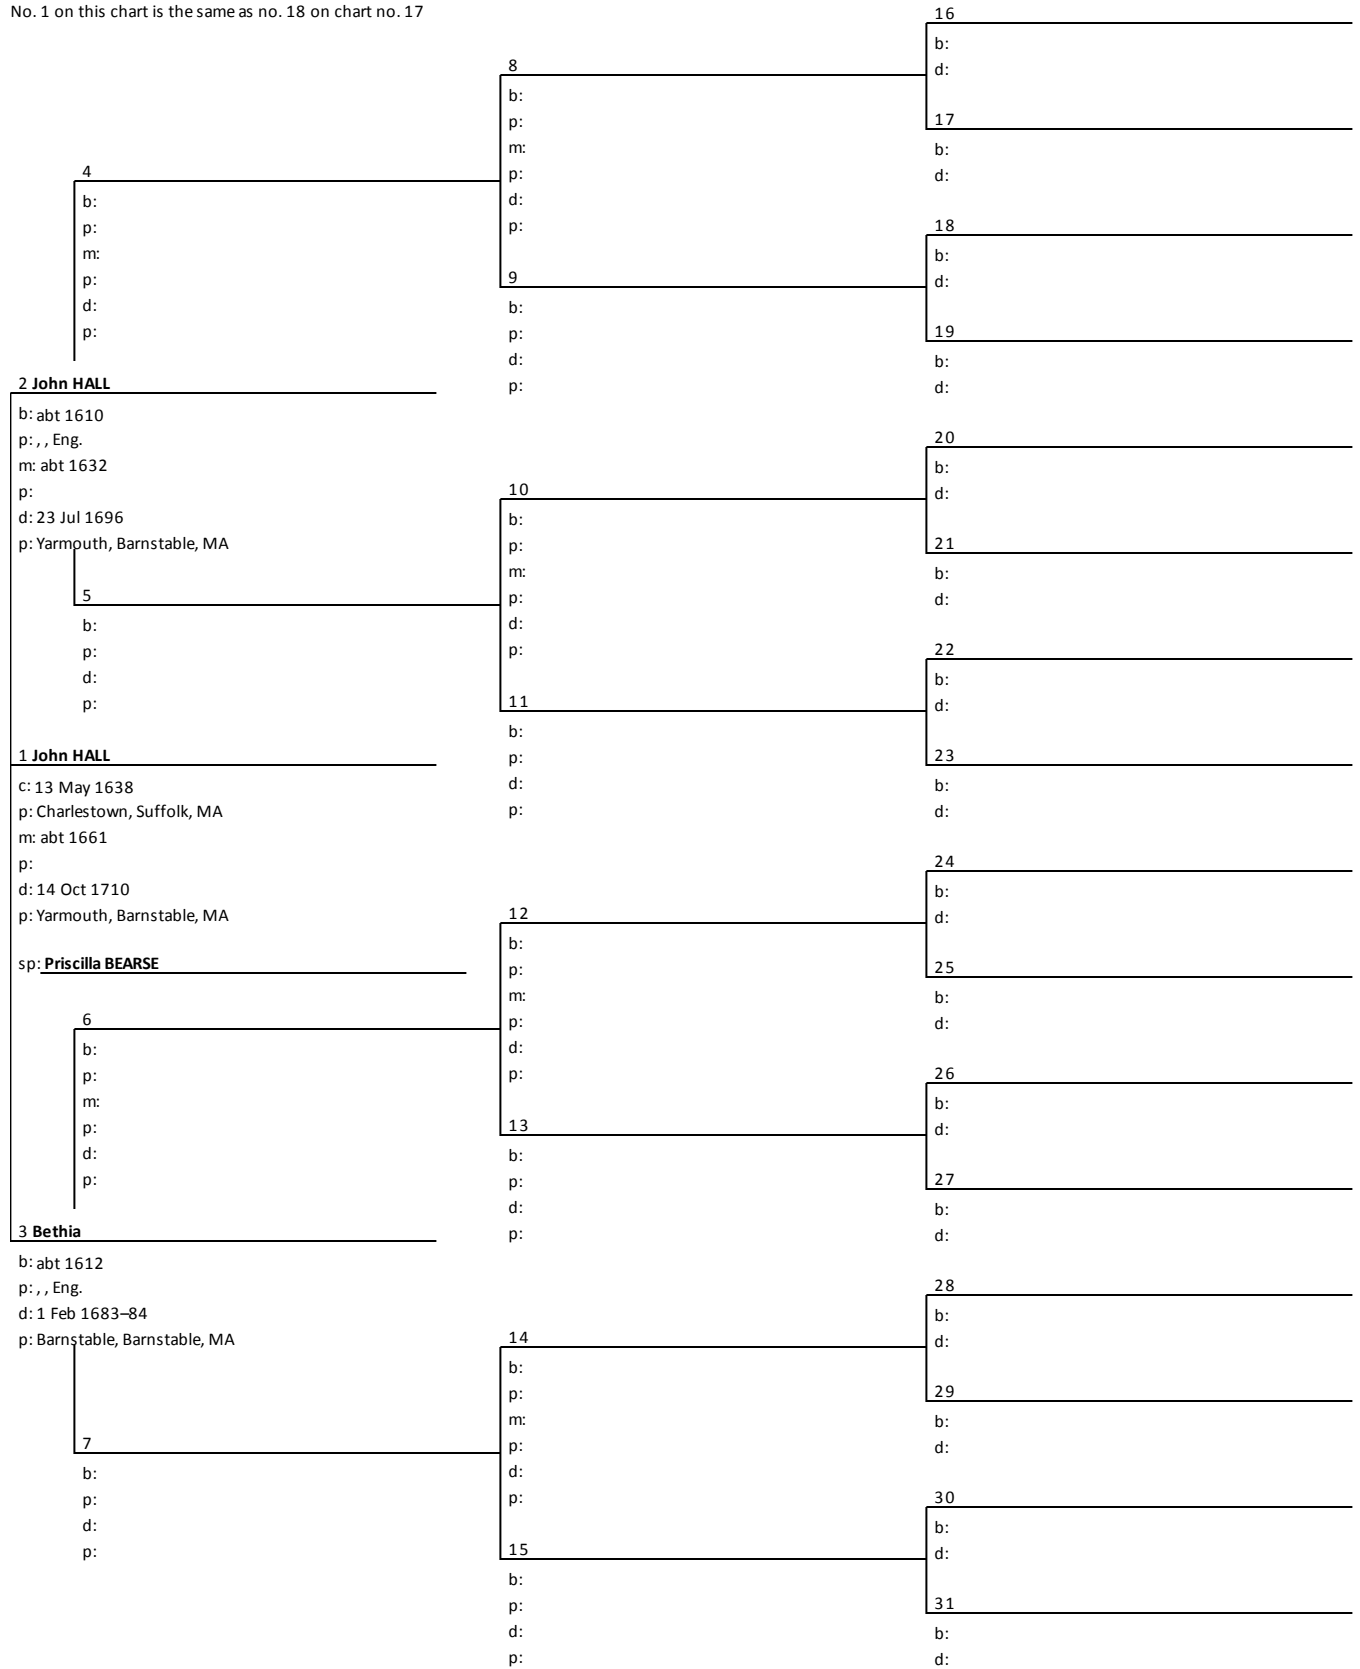 No. 1 on this chart is the same as no. 18 on chart no. 17
2 John HALL
b: abt 1610
p: , , Eng.
m: abt 1632
p:
d: 23 Jul 1696
p: Yarmouth, Barnstable, MA
1 John HALL
c: 13 May 1638
p: Charlestown, Suffolk, MA
m: abt 1661
p:
d: 14 Oct 1710
p: Yarmouth, Barnstable, MA
sp: Priscilla BEARSE
3 Bethia
b: abt 1612
p: , , Eng.
d: 1 Feb 1683–84
p: Barnstable, Barnstable, MA
4
b:
p:
m:
p:
d:
p:
5
b:
p:
d:
p:
6
b:
p:
m:
p:
d:
p:
7
b:
p:
d:
p:
8
b:
p:
m:
p:
d:
p:
9
b:
p:
d:
p:
10
b:
p:
m:
p:
d:
p:
11
b:
p:
d:
p:
12
b:
p:
m:
p:
d:
p:
13
b:
p:
d:
p:
14
b:
p:
m:
p:
d:
p:
15
b:
p:
d:
p:
16
b:
d:
17
b:
d:
18
b:
d:
19
b:
d:
20
b:
d:
21
b:
d:
22
b:
d:
23
b:
d:
24
b:
d:
25
b:
d:
26
b:
d:
27
b:
d:
28
b:
d:
29
b:
d:
30
b:
d:
31
b:
d: